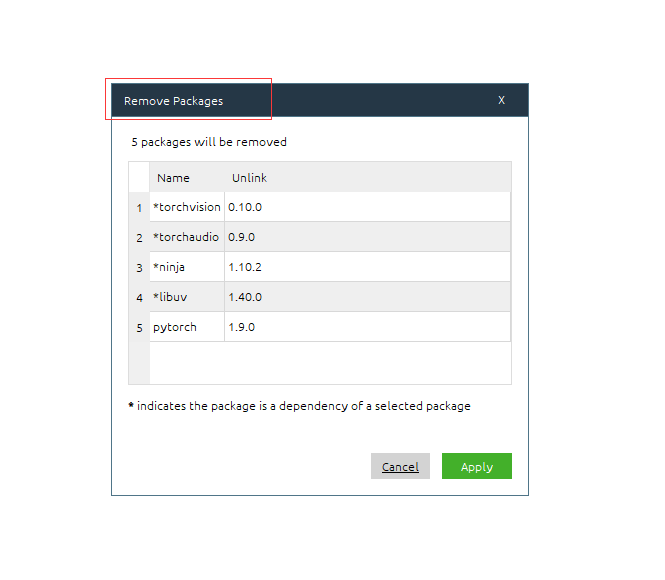 Remove Packages X
5 packages will be removed
Name Unlink
1 *torchvision 0.10.0
2 *torchaudio 0.9.0
3 *ninja 1.10.2
4 *libuv 1.40.0
5 pytorch 1.9.0
* indicates the package is a dependency of a selected package
Cancel Apply